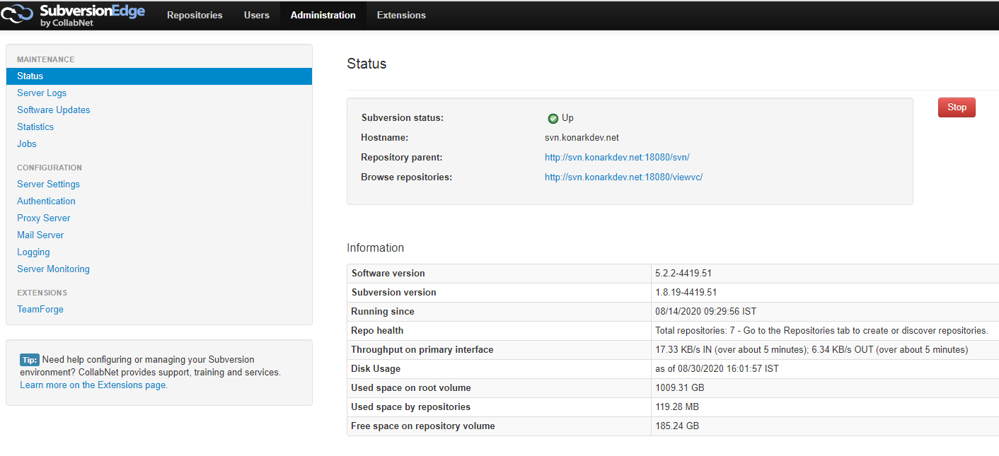 SubversionEdge
by CollabNet
Repositories Users Administration Extensions
MAINTENANCE
Status
Server Logs
Software Updates
Statistics
Jobs
CONFIGURATION
Server Settings
Authentication
Proxy Server
Mail Server
Logging
Server Monitoring
EXTENSIONS
TeamForge
Tip: Need help configuring or managing your Subversion
environment? CollabNet provides support, training and services.
Learn more on the Extensions page.
Status
Subversion status: Up
Hostname: svn.konarkdev.net
Repository parent: http://svn.konarkdev.net:18080/svn/
Browse repositories: http://svn.konarkdev.net:18080/viewvc/
Stop
Information
Software version 5.2.2-4419.51
Subversion version 1.8.19-4419.51
Running since 08/14/2020 09:29:56 IST
Repo health Total repositories: 7 - Go to the Repositories tab to create or discover repositories.
Throughput on primary interface 17.33 KB/s IN (over about 5 minutes); 6.34 KB/s OUT (over about 5 minutes)
Disk Usage as of 08/30/2020 16:01:57 IST
Used space on root volume 1009.31 GB
Used space by repositories 119.28 MB
Free space on repository volume 185.24 GB